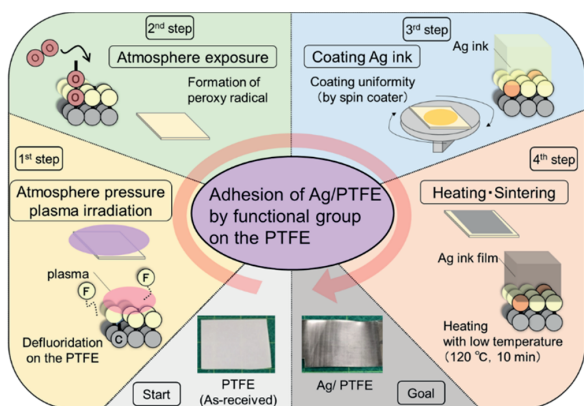 2nd step
Atmosphere exposure
Formation of
peroxy radical
O
O
O
O
3rd step
Coating Ag ink
Coating uniformity
(by spin coater)
Ag ink
1st step
Atmosphere pressure
plasma irradiation
plasma
F
F
C
Defluoridation
on the PTFE
Adhesion of Ag/PTFE
by functional group
on the PTFE
4th step
Heating・Sintering
Ag ink film
Heating
with low temperature
(120 ℃, 10 min)
Start
PTFE
(As-received)
Ag/ PTFE
Goal